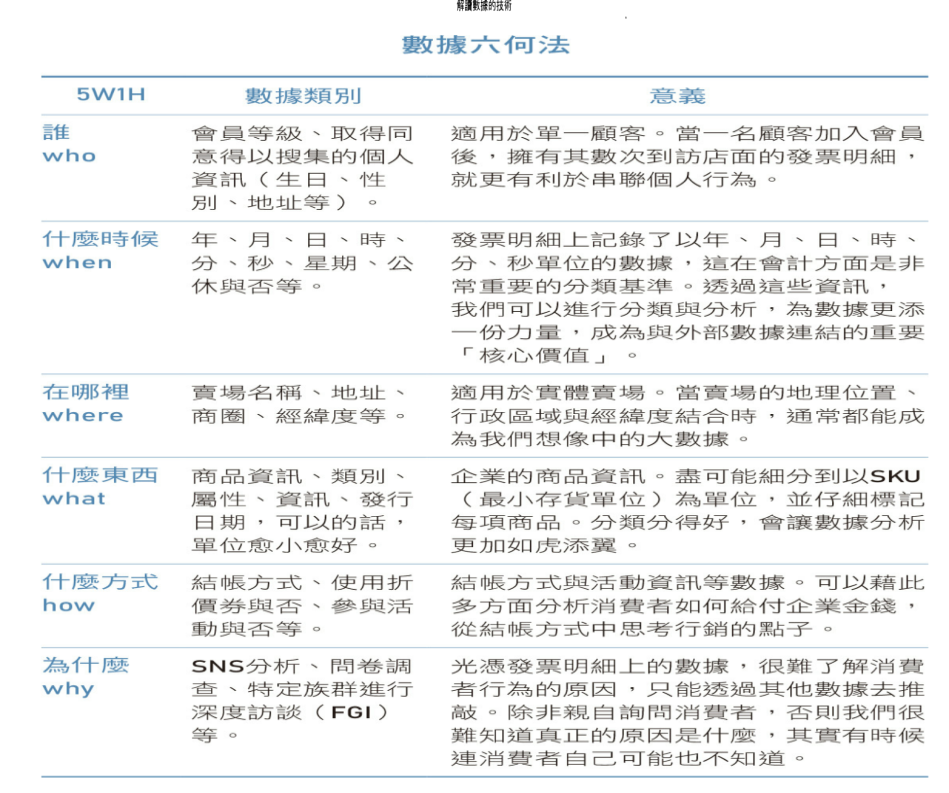 解讀數據的技術
數據六何法
5W1H 數據類別 意義
誰
who
會員等級、取得同
意得以搜集的個人
資訊（生日、性
別、地址等）。
適用於單一顧客。當一名顧客加入會員
後，擁有其數次到訪店面的發票明細，
就更有利於串聯個人行為。
什麼時候
when
年、月、日、時、
分、秒、星期、公
休與否等。
發票明細上記錄了以年、月、日、時、
分、秒單位的數據，這在會計方面是非
常重要的分類基準。透過這些資訊，
我們可以進行分類與分析，為數據更添
一份力量，成為與外部數據連結的重要
「核心價值」。
在哪裡
where
賣場名稱、地址、
商圈、經緯度等。
適用於實體賣場。當賣場的地理位置、
行政區域與經緯度結合時，通常都能成
為我們想像中的大數據。
什麼東西
what
商品資訊、類別、
屬性、資訊、發行
日期，可以的話，
單位愈小愈好。
企業的商品資訊。盡可能細分到以SKU
（最小存貨單位）為單位，並仔細標記
每項商品。分類分得好，會讓數據分析
更加如虎添翼。
什麼方式
how
結帳方式、使用折
價券與否、參與活
動與否等。
結帳方式與活動資訊等數據。可以藉此
多方面分析消費者如何給付企業金錢，
從結帳方式中思考行銷的點子。
為什麼
why
SNS分析、問卷調
查、特定族群進行
深度訪談（FGI）
等。
光憑發票明細上的數據，很難了解消費
者行為的原因，只能透過其他數據去推
敲。除非親自詢問消費者，否則我們很
難知道真正的原因是什麼，其實有時候
連消費者自己可能也不知道。